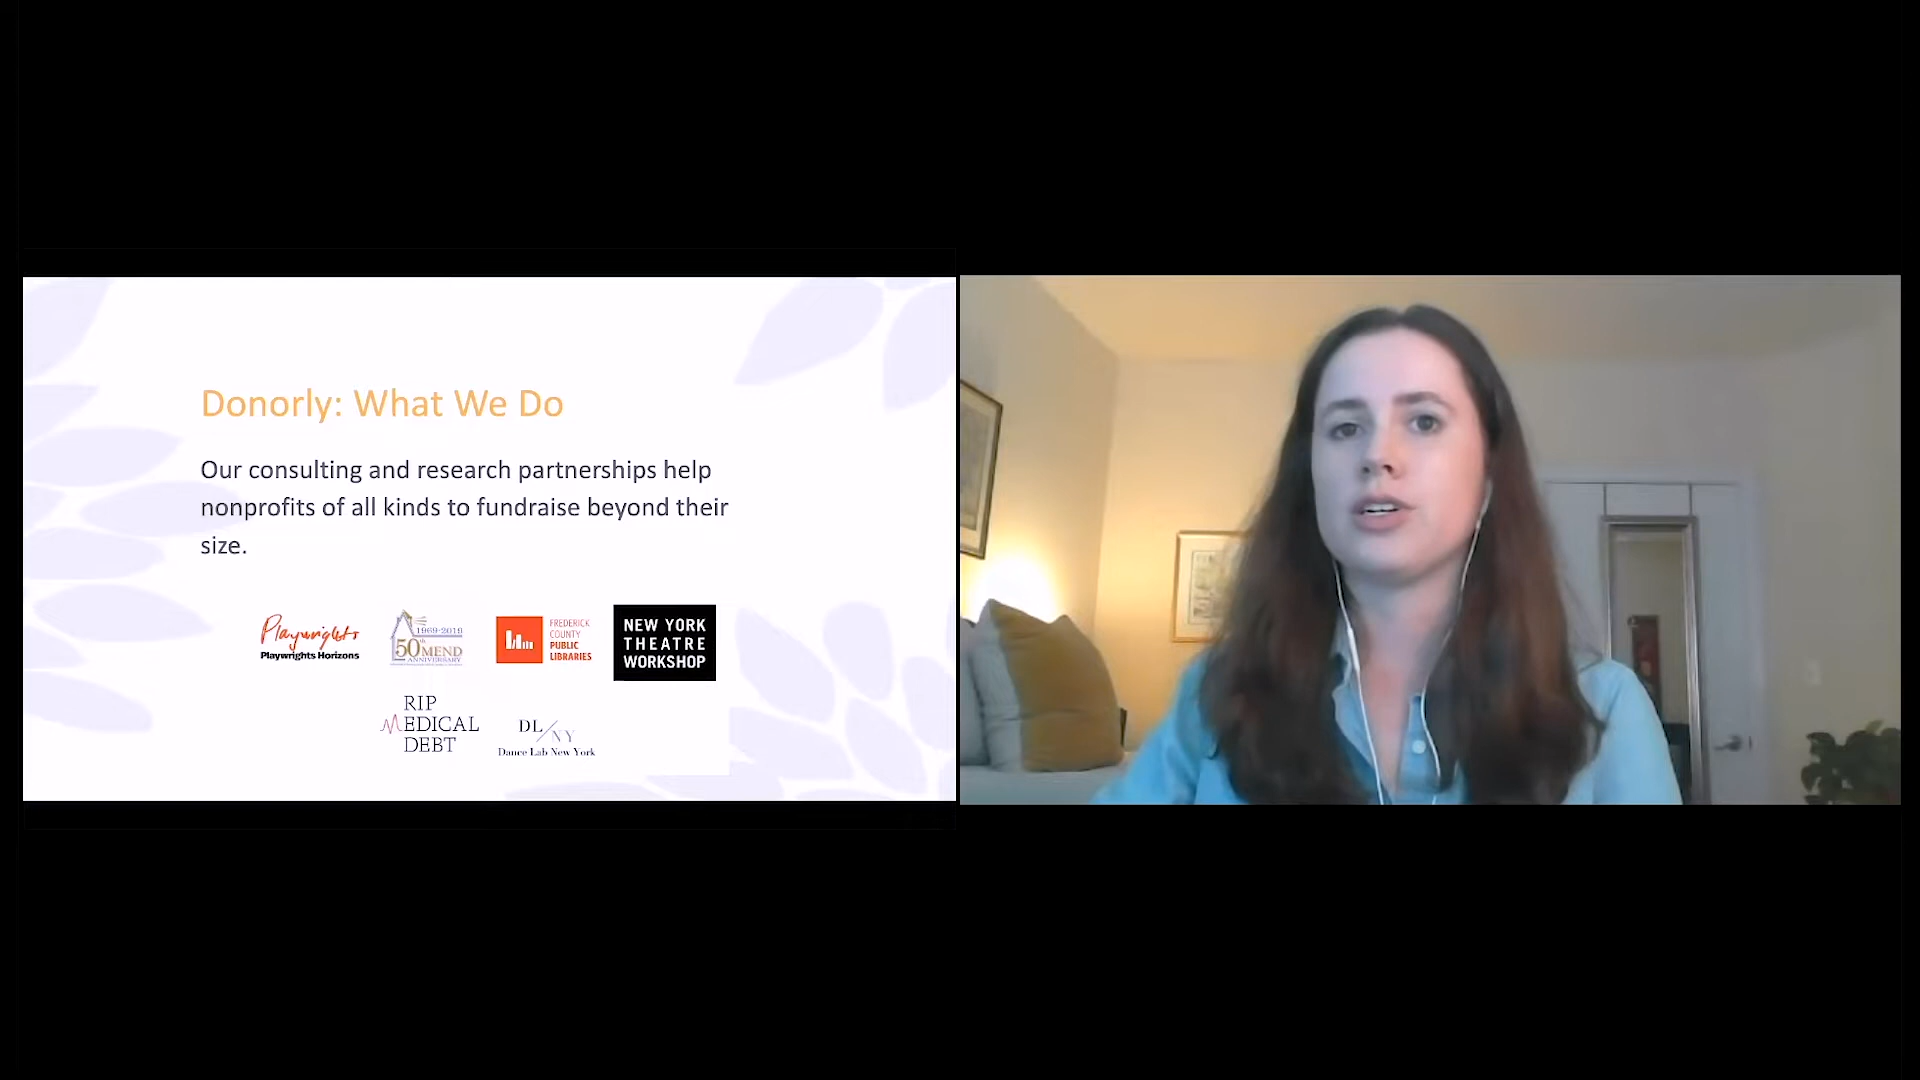 Donorly: What We Do
Our consulting and research partnerships help
nonprofits of all kinds to fundraise beyond their
size.
Playwrights
Playwrights Horizons
1969-2019
50th MEND
ANNIVERSARY
FREDERICK
COUNTY
PUBLIC
LIBRARIES
NEW YORK
THEATRE
WORKSHOP
RIP
MEDICAL
DEBT
DL/NY
Dance Lab New York